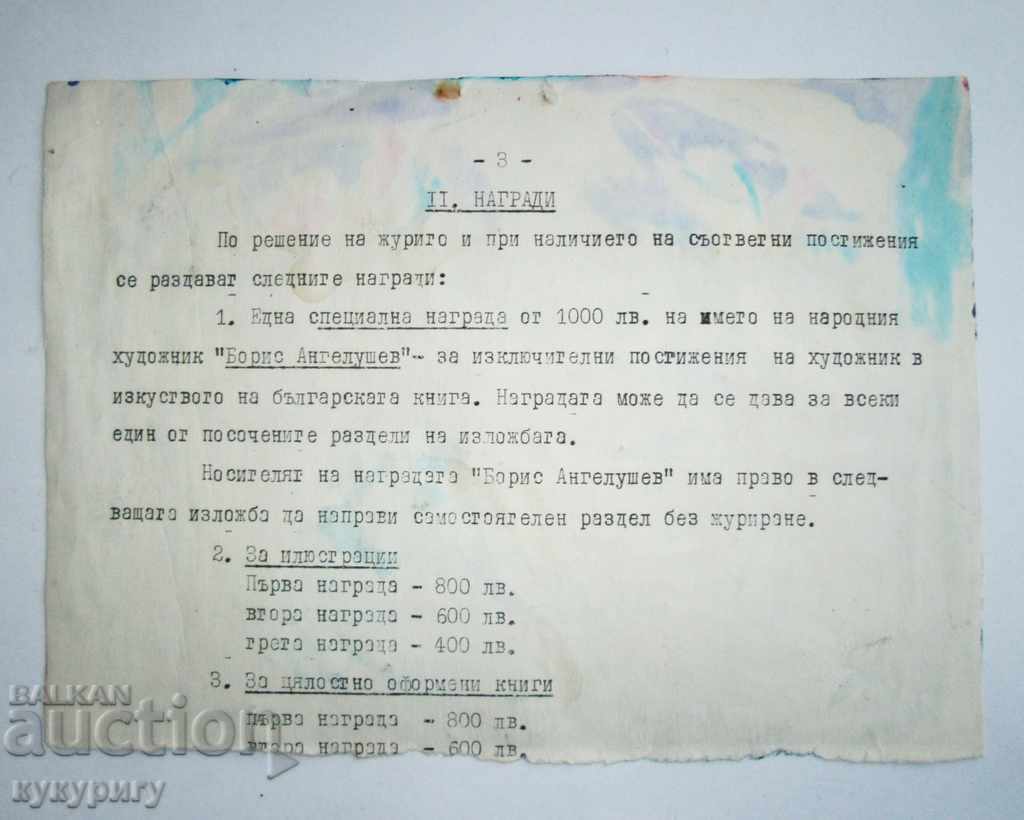 - 3 -
II. НАГРАДИ
По решение на журито и при наличието на съответни постижения
се раздават следните награди:
1. Една специална награда от 1000 лв. на името на народния
художник "Борис Ангелушев" - за изключителни постижения на художник в
изкуството на българската книга. Наградата може да се дава за всеки
един от посочените раздели на изложбата.
Носителят на наградата "Борис Ангелушев" има право в след-
ващата изложба да направи самостоятелен раздел без журиране.
2. За илюстрации
Първа награда - 800 лв.
втора награда - 600 лв.
трета награда - 400 лв.
3. За цялостно оформени книги
първа награда - 800 лв.
втора награда - 600 лв.
BALKAN
auction
кукуригу